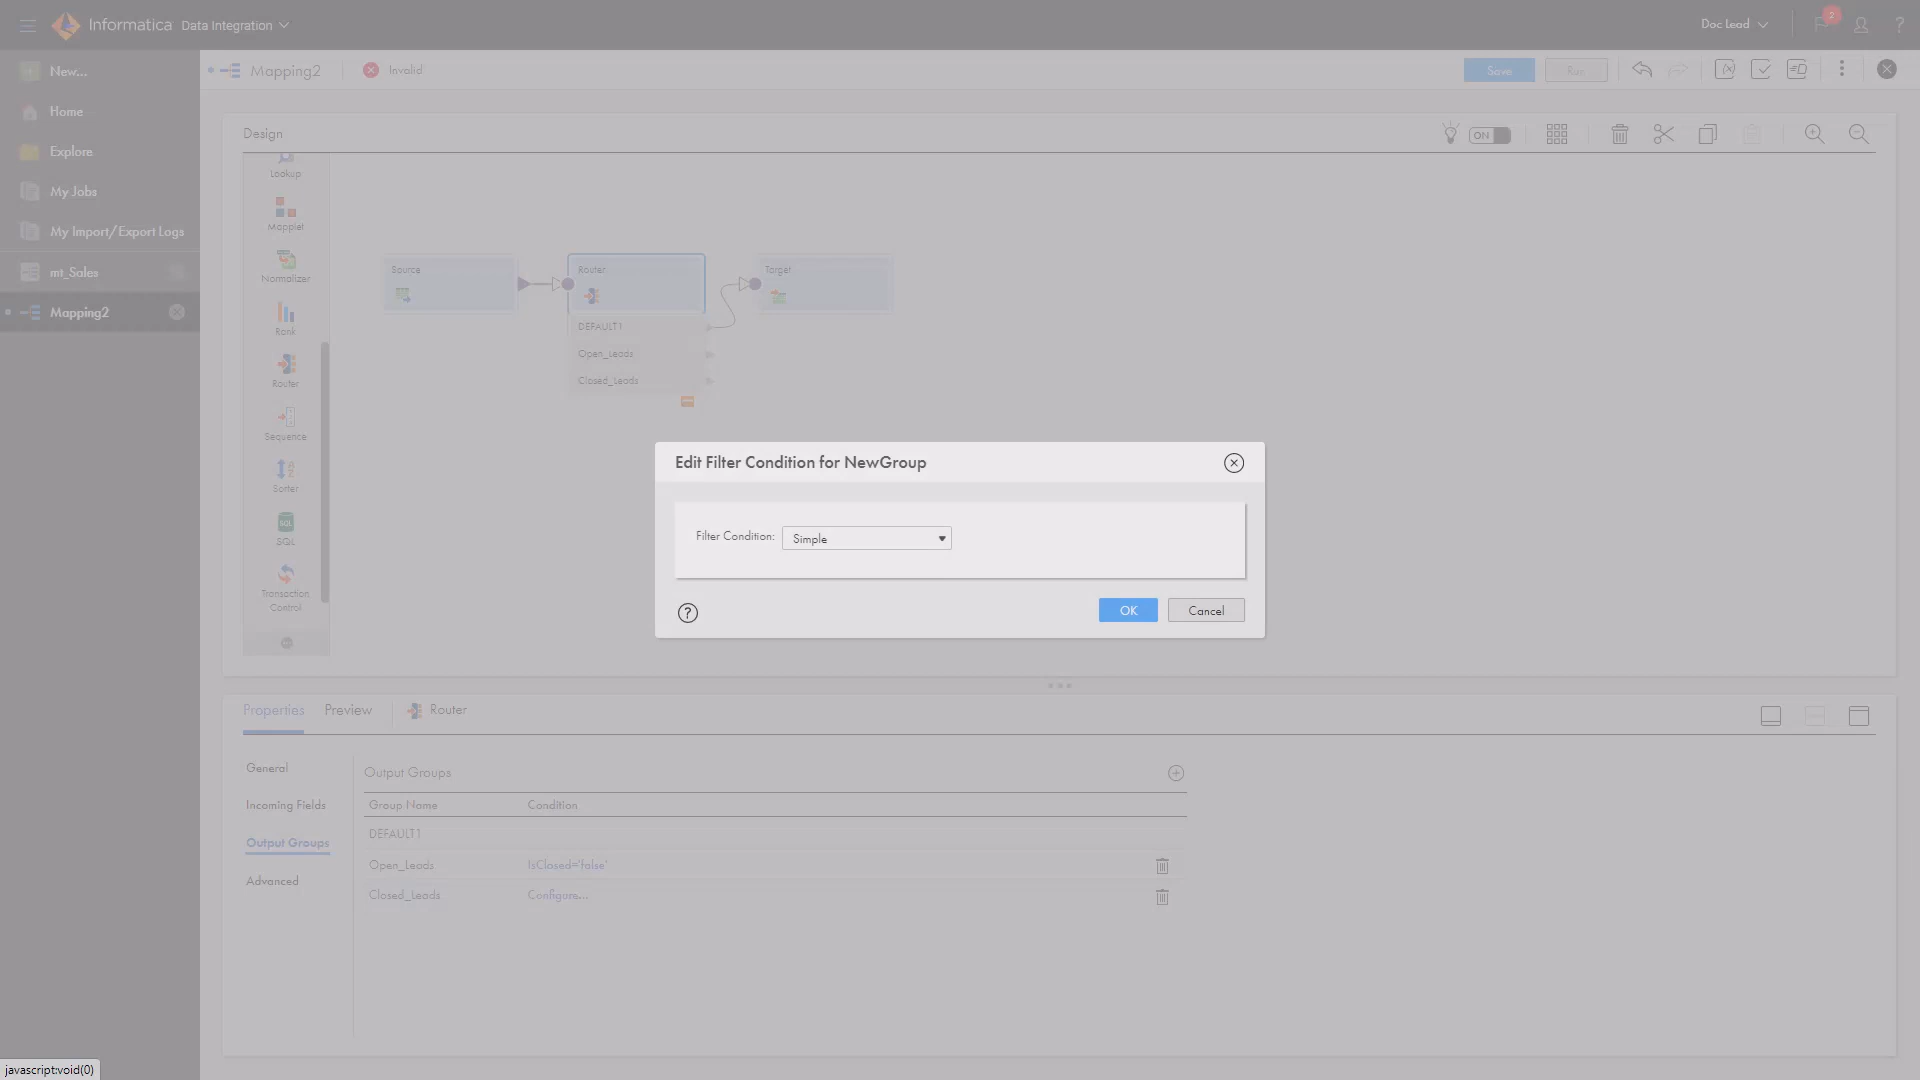 Informatica Data Integration
Doc Lead
2
?
New...
Home
Explore
My Jobs
My Import/Export Logs
mt_Sales
Mapping2
Mapping2
Invalid
Save
Run
Design
ON
Lookup
Mapplet
Normalizer
Rank
Router
Sequence
Sorter
SQL
Transaction
Control
Source
Router
Target
DEFAULT1
Open_Leads
Closed_Leads
Edit Filter Condition for NewGroup
Filter Condition:
Simple
?
OK
Cancel
Properties
Preview
Router
General
Incoming Fields
Output Groups
Advanced
Output Groups
Group Name
Condition
DEFAULT1
Open_Leads
IsClosed='false'
Closed_Leads
Configure...
javascript:void(0)